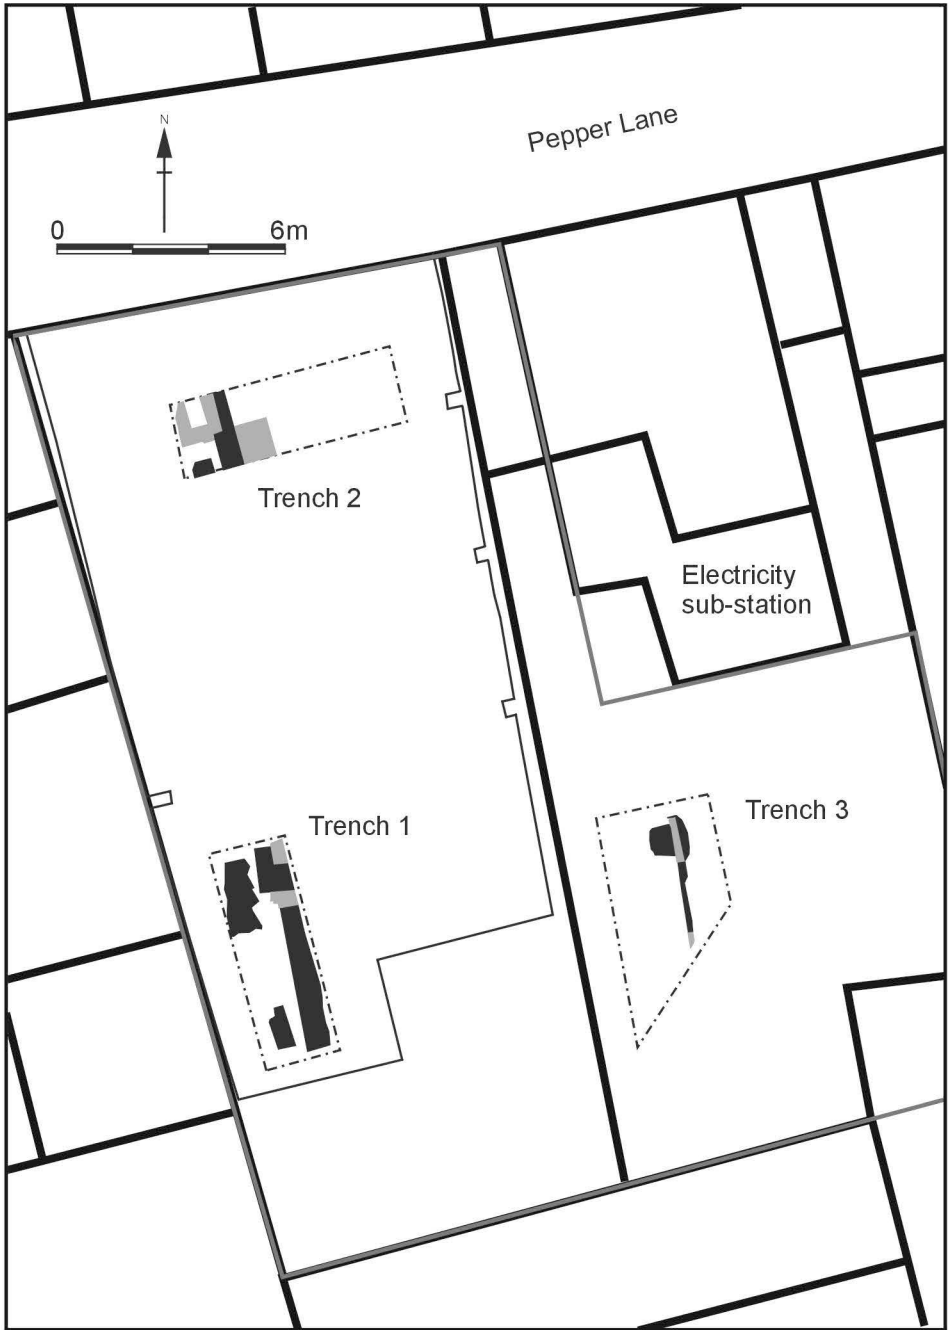 Pepper Lane
N
0 6m
Trench 2
Electricity
sub-station
Trench 1
Trench 3